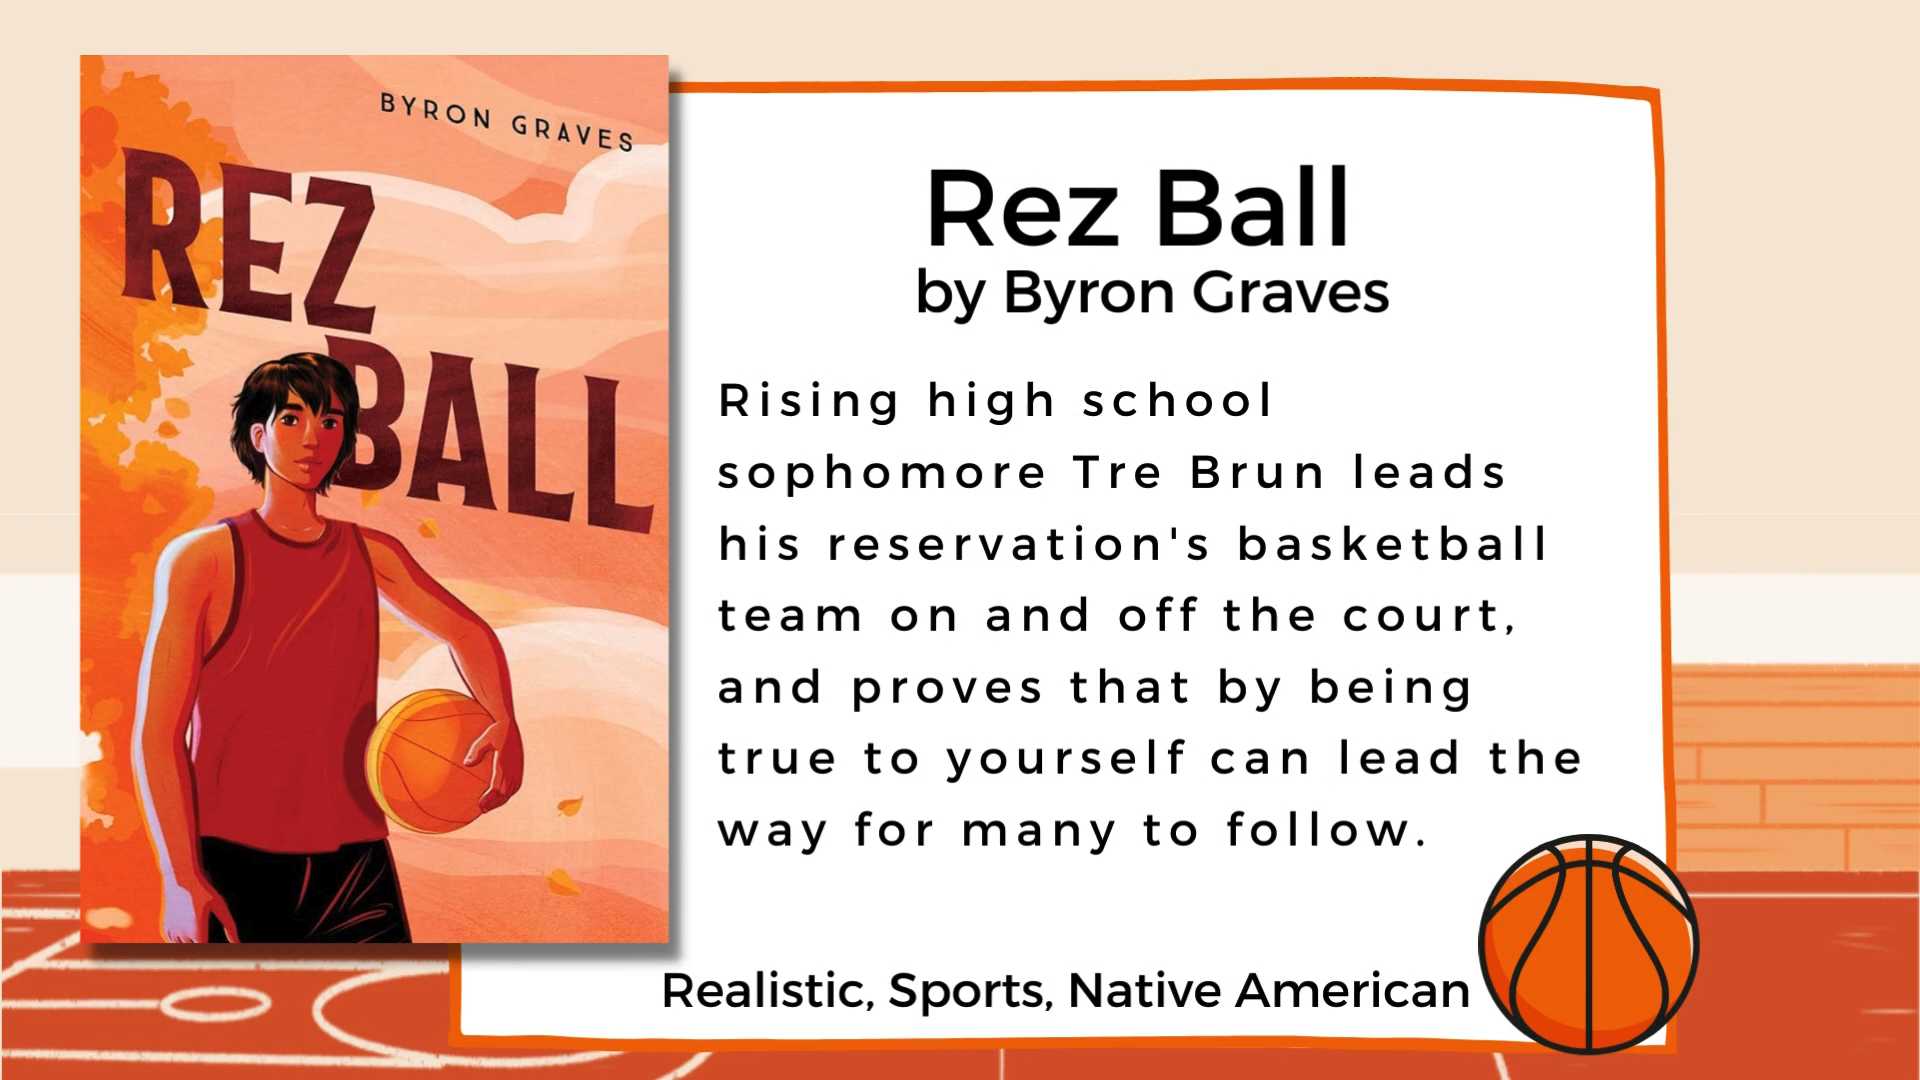 BYRON GRAVES
REZ
BALL
Rez Ball
by Byron Graves
Rising high school
sophomore Tre Brun leads
his reservation's basketball
team on and off the court,
and proves that by being
true to yourself can lead the
way for many to follow.
Realistic, Sports, Native American